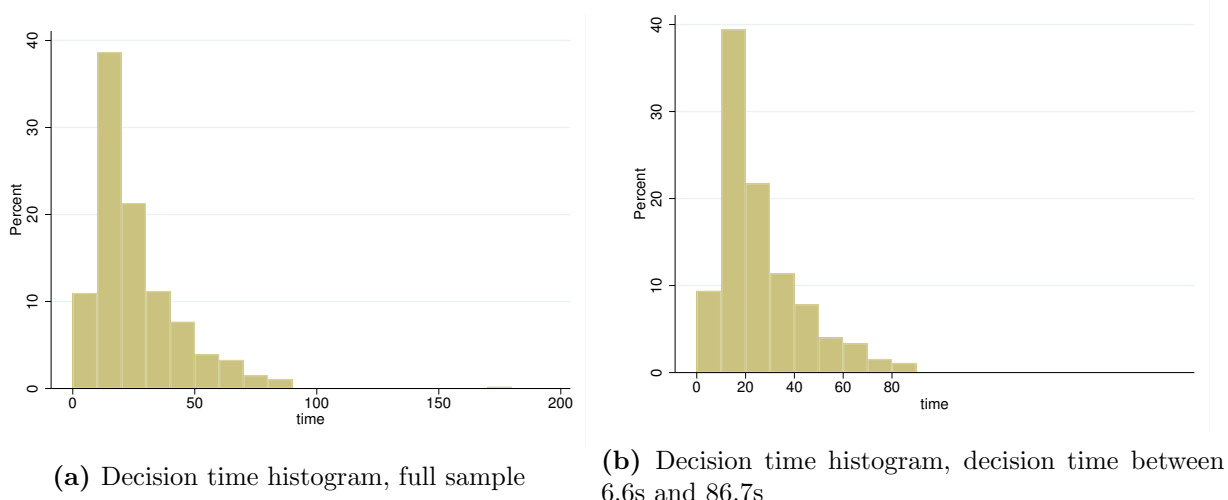 40
30
20
10
0
Percent
0 50 100 150 200
time
(a) Decision time histogram, full sample
40
30
20
10
0
Percent
0 20 40 60 80
time
(b) Decision time histogram, decision time between
6.6s and 86.7s